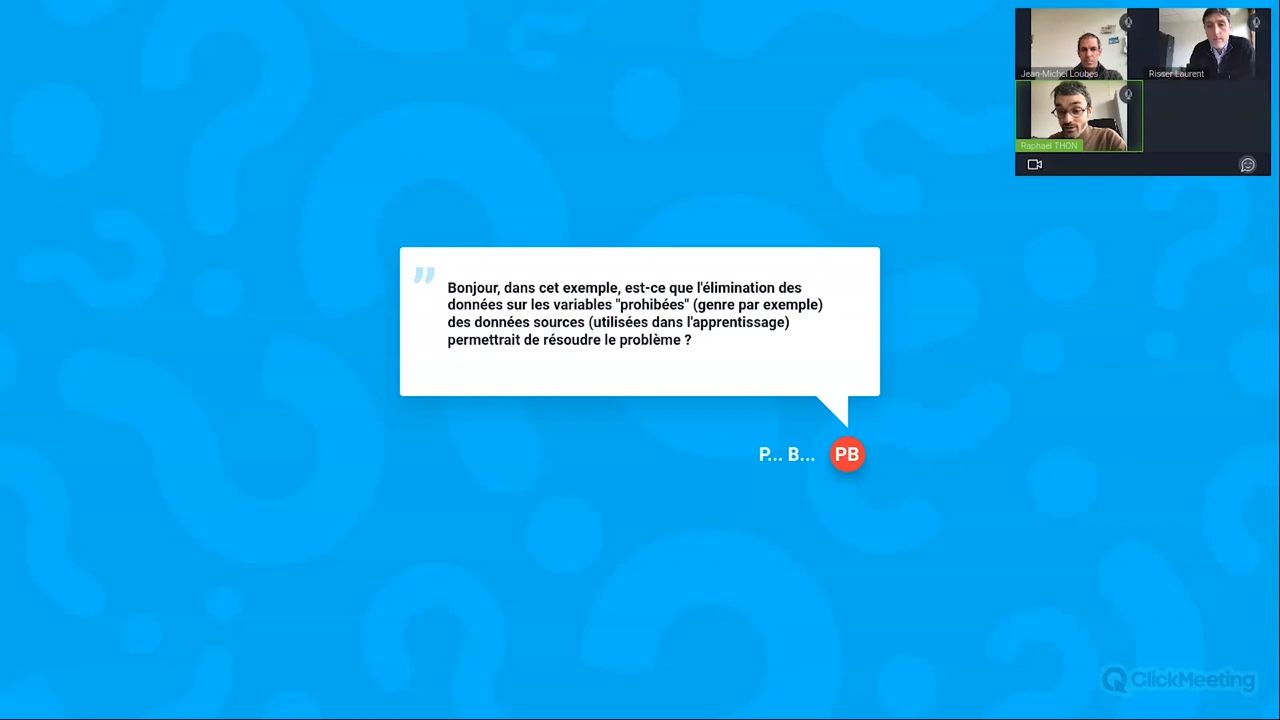 Jean-Michel Loubes
Risser Laurent
Raphaël THON
Bonjour, dans cet exemple, est-ce que l'élimination des
données sur les variables "prohibées" (genre par exemple)
des données sources (utilisées dans l'apprentissage)
permettrait de résoudre le problème ?
P... B...
PB
ClickMeeting